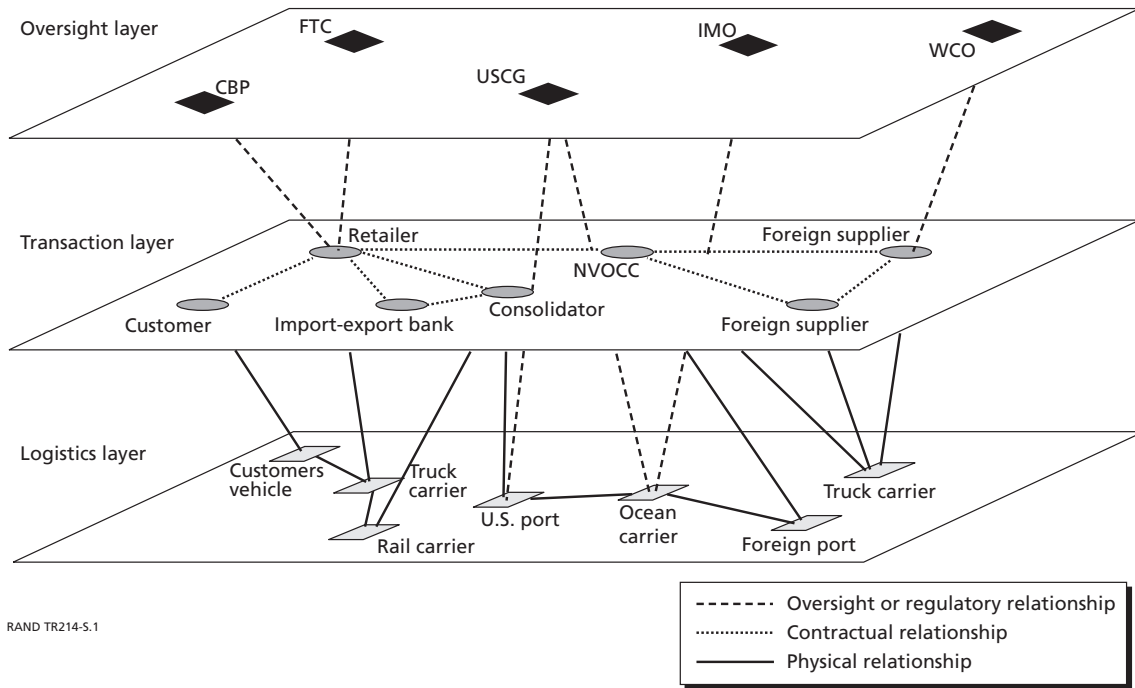 Oversight layer
FTC
IMO
WCO
CBP
USCG
Transaction layer
Retailer
Foreign supplier
NVOCC
Customer
Import-export bank
Consolidator
Foreign supplier
Logistics layer
Customers
vehicle
Truck
carrier
Rail carrier
U.S. port
Ocean
carrier
Foreign port
Truck carrier
RAND TR214-S.1
Oversight or regulatory relationship
Contractual relationship
Physical relationship